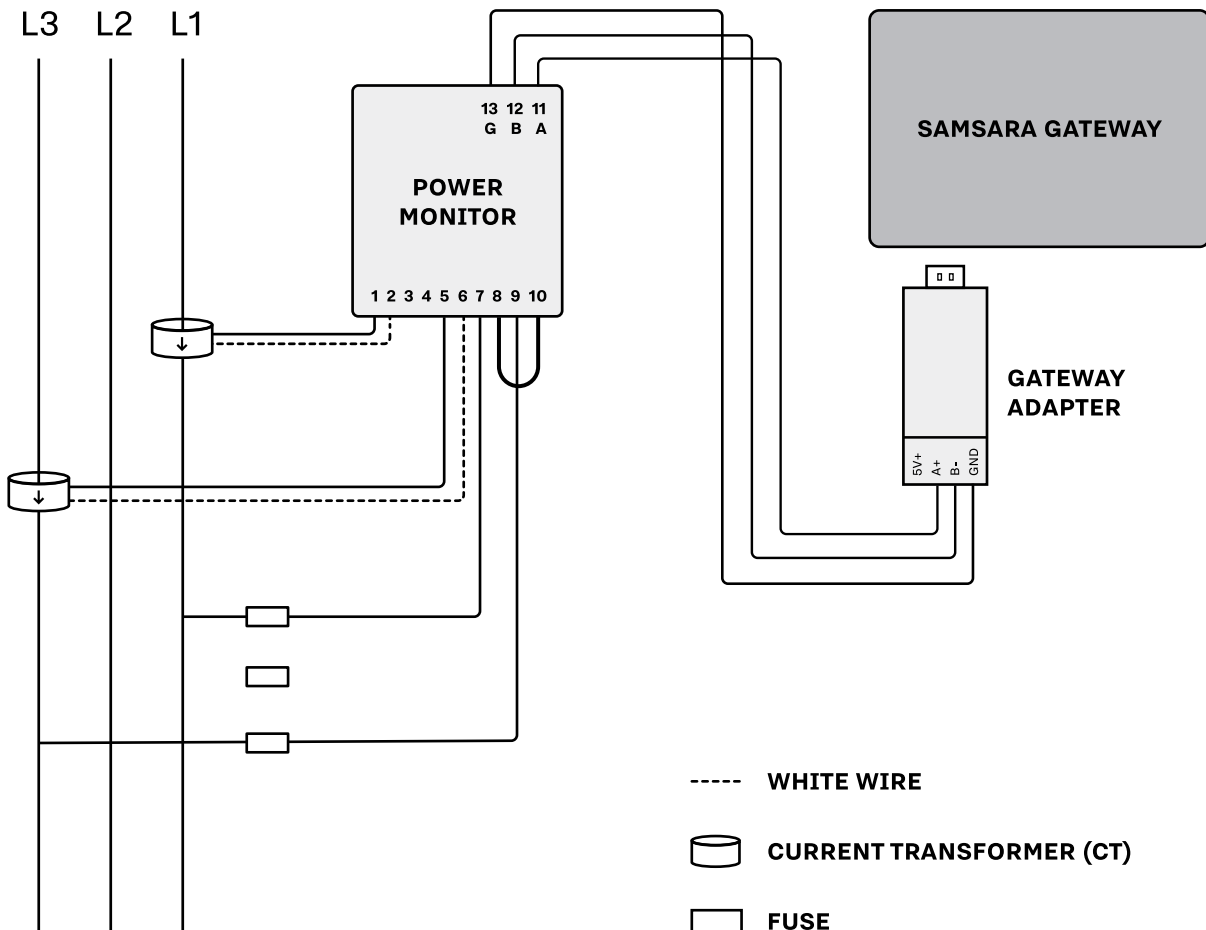 L3 L2 L1
13 12 11
G B A
POWER
MONITOR
1 2 3 4 5 6 7 8 9 10
SAMSARA GATEWAY
GATEWAY
ADAPTER
5V+
A+
B-
GND
WHITE WIRE
CURRENT TRANSFORMER (CT)
FUSE